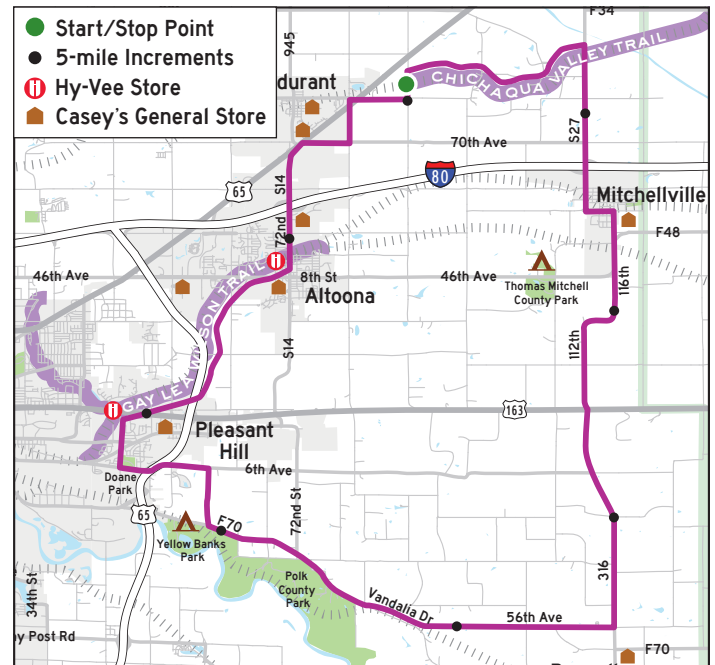 Start/Stop Point
5-mile Increments
Hy-Vee Store
Casey's General Store
945
F34
durant
CHICHAQUA VALLEY TRAIL
70th Ave
S27
65
80
S14
72nd
Mitchellville
F48
46th Ave
8th St
46th Ave
Thomas Mitchell
County Park
116th
Altoona
GAY LEA WILSON TRAIL
S14
112th
163
Pleasant
Hill
6th Ave
Doane
Park
72nd St
65
F70
Yellow Banks
Park
Polk
County
Park
316
34th St
Vandalia Dr
56th Ave
y Post Rd
F70